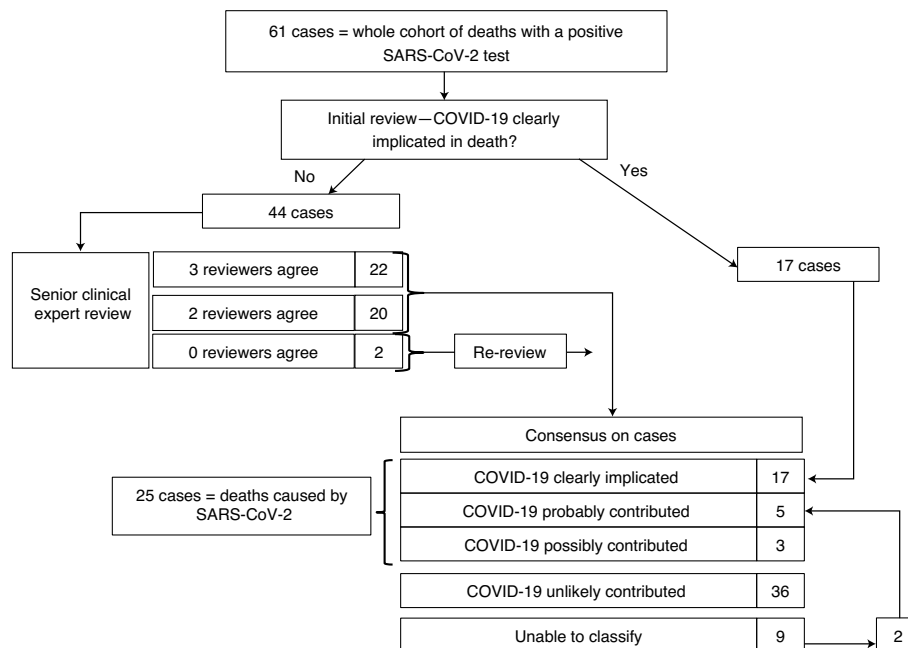 61 cases = whole cohort of deaths with a positive
SARS-CoV-2 test
Initial review—COVID-19 clearly
implicated in death?
No
Yes
44 cases
17 cases
Senior clinical
expert review
3 reviewers agree 22
2 reviewers agree 20
0 reviewers agree 2
Re-review
Consensus on cases
25 cases = deaths caused by
SARS-CoV-2
COVID-19 clearly implicated 17
COVID-19 probably contributed 5
COVID-19 possibly contributed 3
COVID-19 unlikely contributed 36
Unable to classify 9
2